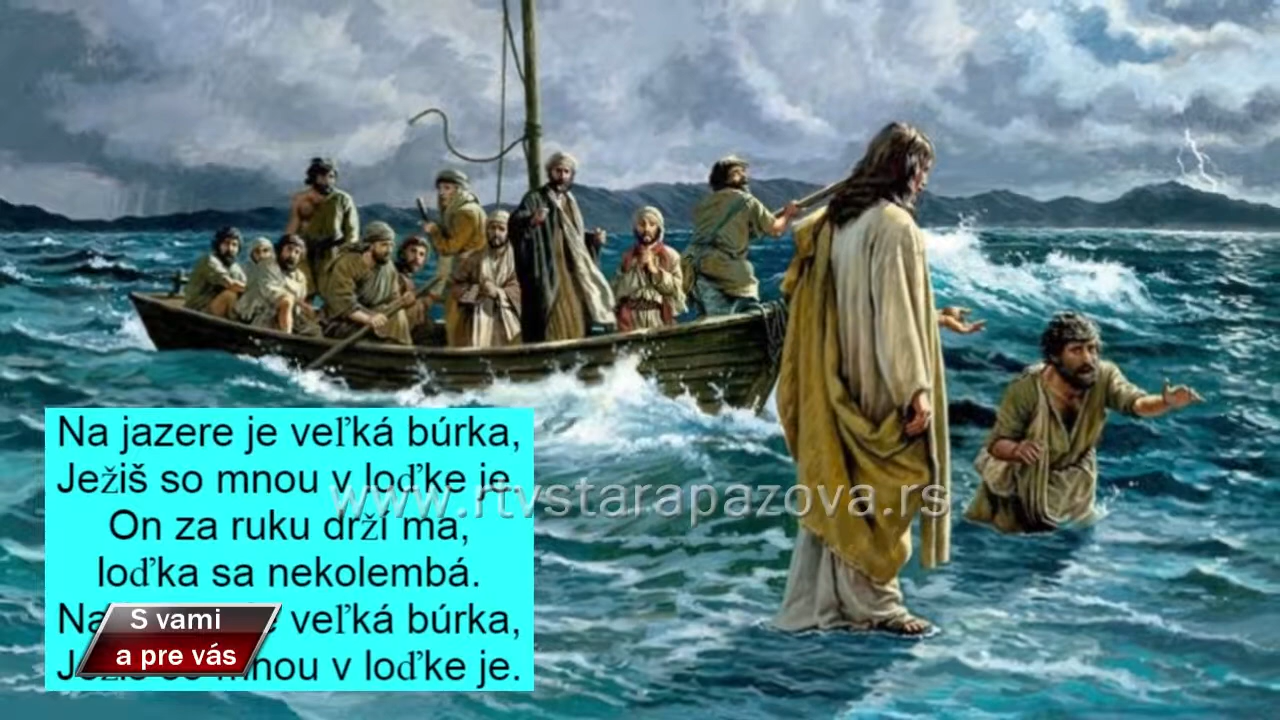 Na jazere je veľká búrka,
Ježiš so mnou v loďke je.
On za ruku drží ma,
loďka sa nekolembá.
je veľká búrka,
mnou v loďke je.
S vami
a pre vás
www.rtvstarapazova.rs